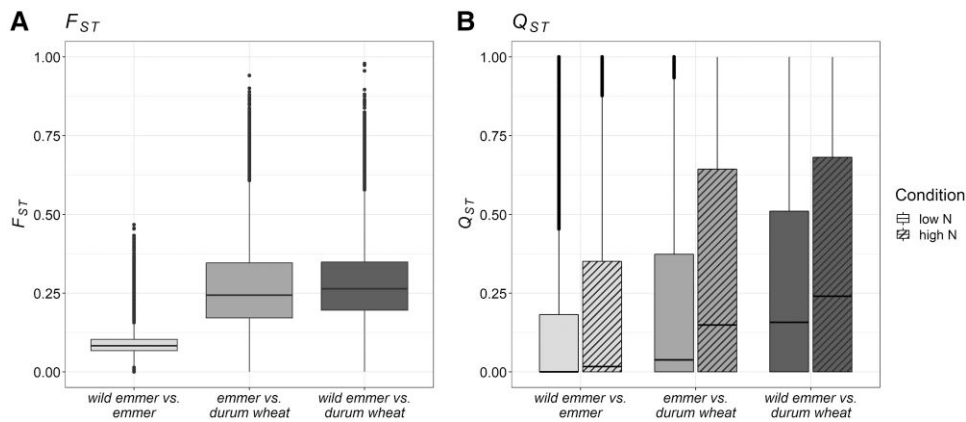 A F_ST
1.00
0.75
0.50
0.25
0.00
F_ST
wild emmer vs.
emmer
emmer vs.
durum wheat
wild emmer vs.
durum wheat
B Q_ST
1.00
0.75
0.50
0.25
0.00
Q_ST
wild emmer vs.
emmer
emmer vs.
durum wheat
wild emmer vs.
durum wheat
Condition
low N
high N